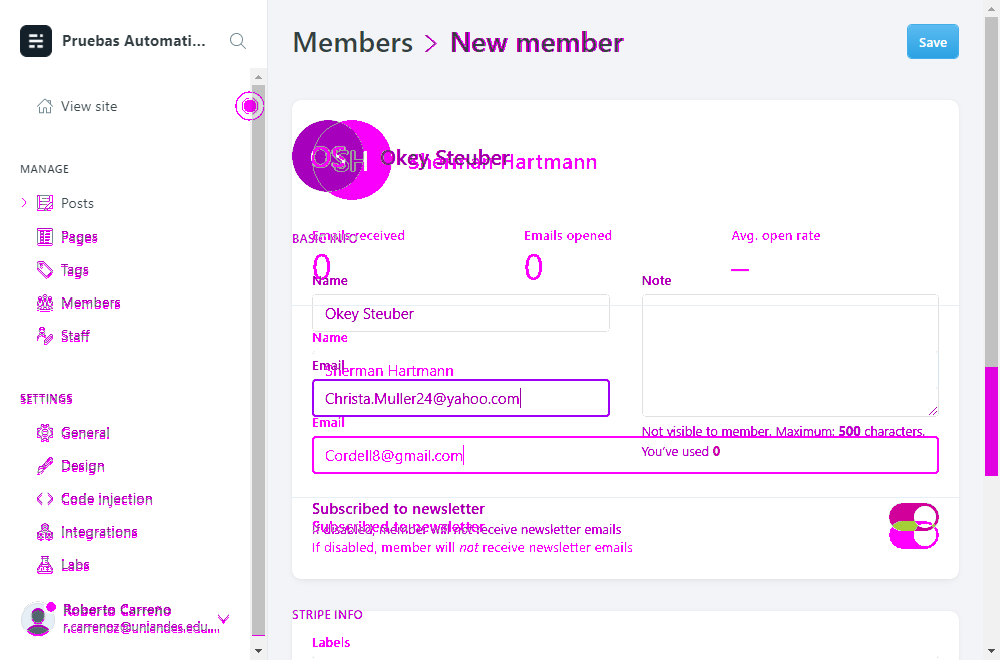 Pruebas Automati...
Members > New member
Save
View site
MANAGE
Posts
Pages
Tags
Members
Staff
SETTINGS
General
Design
Code injection
Integrations
Labs
Roberto Carreño
r.carrenoz@uniandes.edu....
OS
SH
Okey Steuber
Sherman Hartmann
BASIC INFO
Emails received
Emails opened
Avg. open rate
0
0
—
Name
Note
Okey Steuber
Name
Email
Sherman Hartmann
Christa.Muller24@yahoo.com
Email
Not visible to member. Maximum: 500 characters.
You've used 0
Cordell8@gmail.com
Subscribed to newsletter
Subscribed to newsletter
If disabled, member will not receive newsletter emails
If disabled, member will not receive newsletter emails
STRIPE INFO
Labels